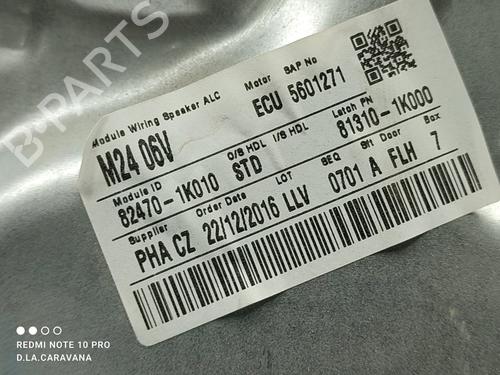 Module Wiring Speaker ALC Motor SAP No
M24 06V ECU 5601271
Module ID O/S HDL I/S HDL Latch PN
82470-1K010 STD 81310-1K000
Supplier Order Date LOT SEQ Sft Door Box
PHA CZ 22/12/2016 LLV 0701 A FLH 7
REDMI NOTE 10 PRO
D.LA.CARAVANA